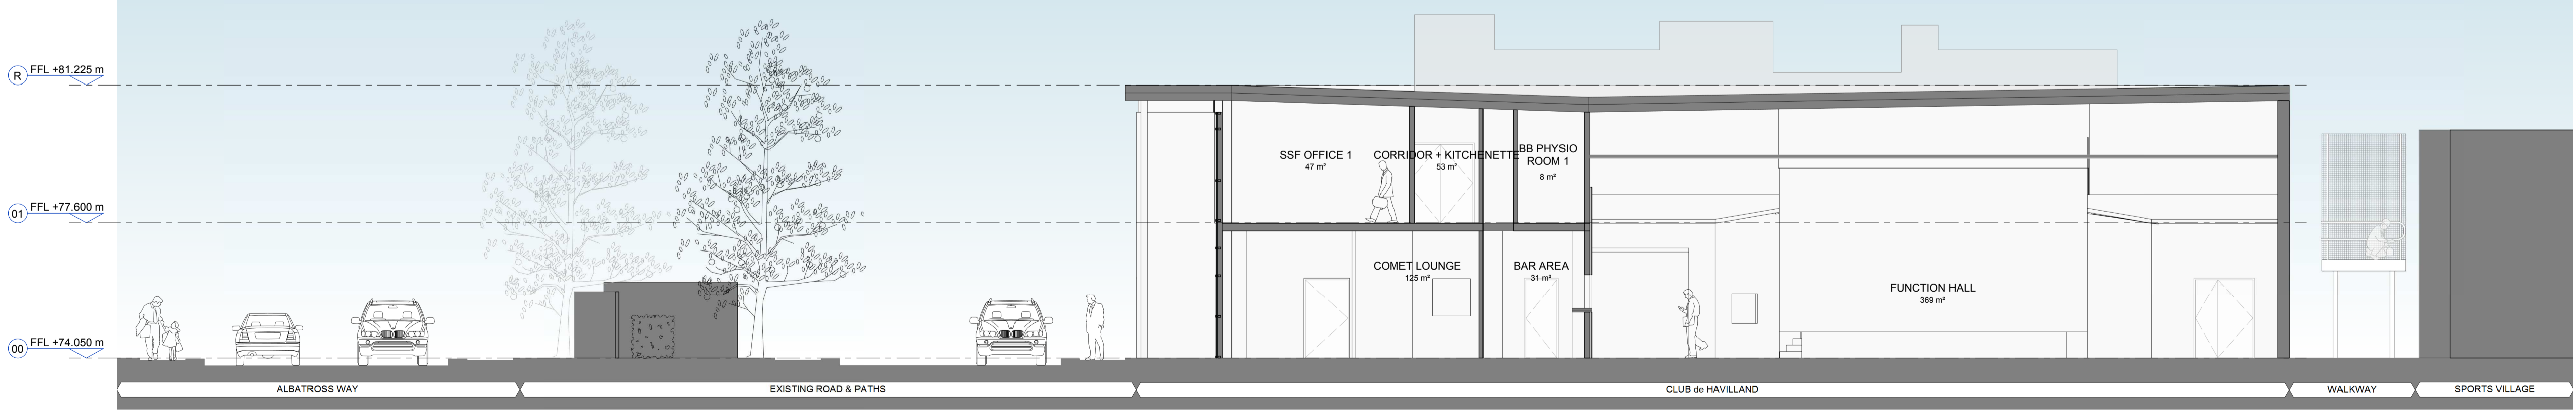 R FFL +81.225 m
01 FFL +77.600 m
00 FFL +74.050 m
SSF OFFICE 1
47 m²
CORRIDOR + KITCHENETTE
53 m²
BB PHYSIO
ROOM 1
8 m²
COMET LOUNGE
125 m²
BAR AREA
31 m²
FUNCTION HALL
369 m²
ALBATROSS WAY
EXISTING ROAD & PATHS
CLUB de HAVILLAND
WALKWAY
SPORTS VILLAGE